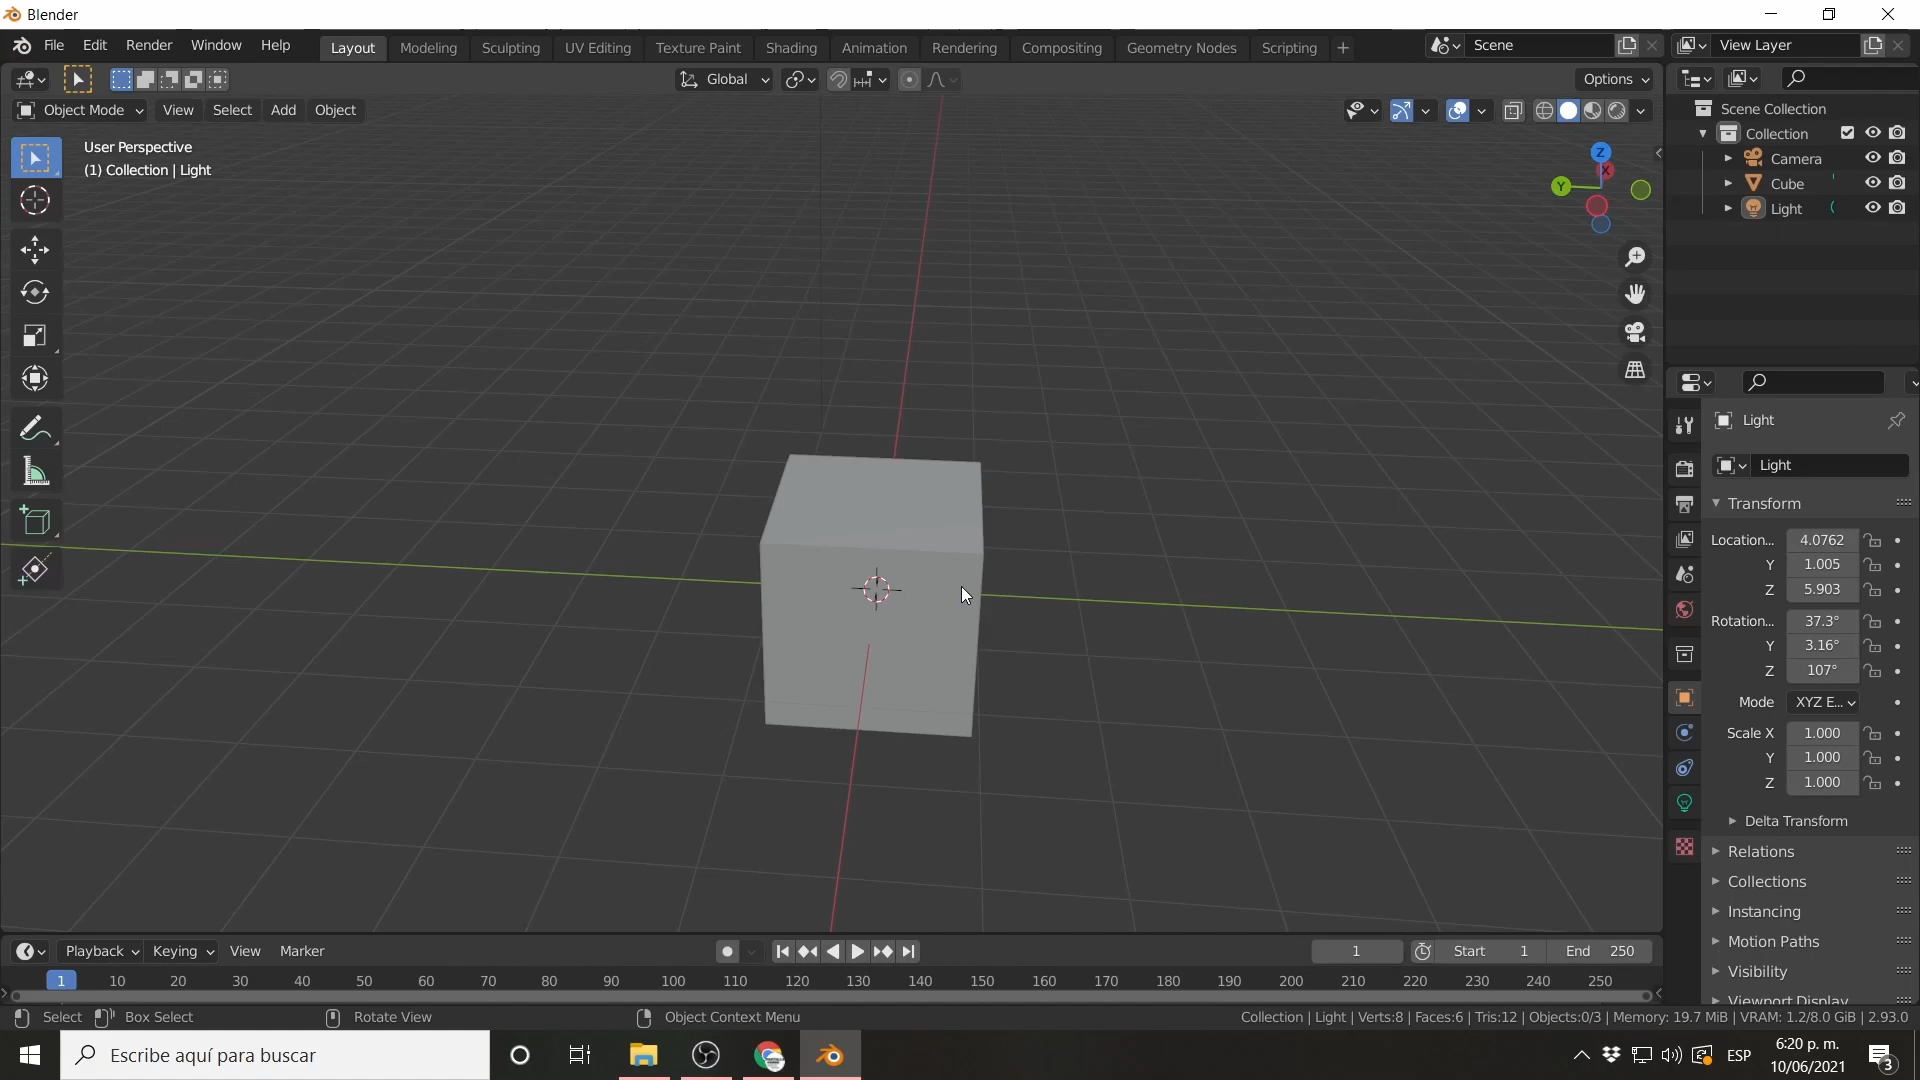 Blender
File Edit Render Window Help Layout Modeling Sculpting UV Editing Texture Paint Shading Animation Rendering Compositing Geometry Nodes Scripting + Scene View Layer
Global Options
Object Mode View Select Add Object
User Perspective
(1) Collection | Light
Z
X
Y
Scene Collection
Collection
Camera
Cube
Light
Light
Light
Transform
Location... 4.0762
Y 1.005
Z 5.903
Rotation... 37.3°
Y 3.16°
Z 107°
Mode XYZ E...
Scale X 1.000
Y 1.000
Z 1.000
Delta Transform
Relations
Collections
Instancing
Motion Paths
Visibility
Viewport Display
Playback Keying View Marker 1 Start 1 End 250
1 10 20 30 40 50 60 70 80 90 100 110 120 130 140 150 160 170 180 190 200 210 220 230 240 250
Select Box Select Rotate View Object Context Menu Collection | Light | Verts:8 | Faces:6 | Tris:12 | Objects:0/3 | Memory: 19.7 MiB | VRAM: 1.2/8.0 GiB | 2.93.0
Escribe aquí para buscar
ESP
6:20 p. m.
10/06/2021
3